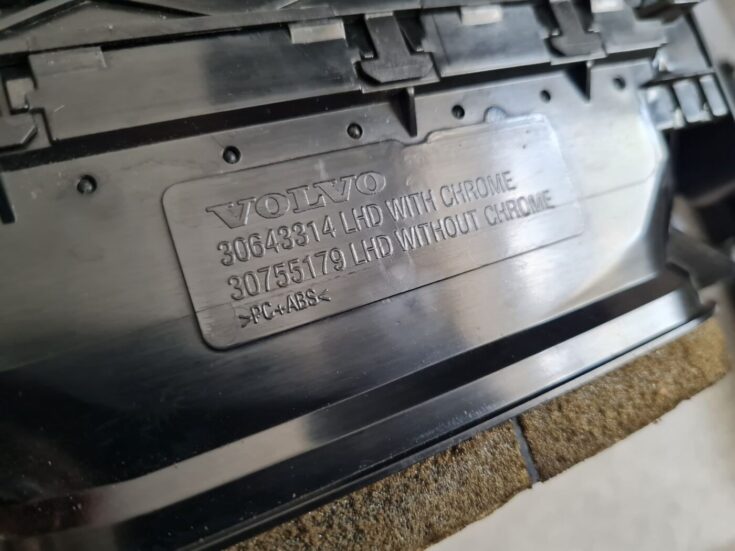 VOLVO
30643314 LHD WITH CHROME
30755179 LHD WITHOUT CHROME
>PC+ABS<